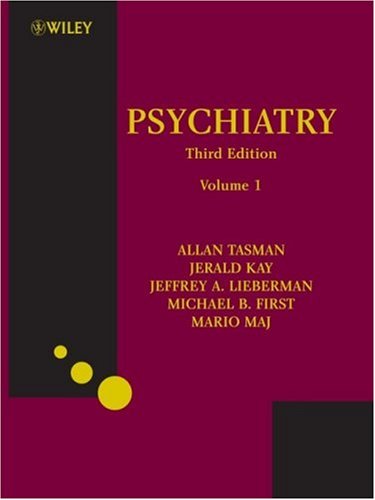 WILEY
PSYCHIATRY
Third Edition
Volume 1
ALLAN TASMAN
JERALD KAY
JEFFREY A. LIEBERMAN
MICHAEL B. FIRST
MARIO MAJ